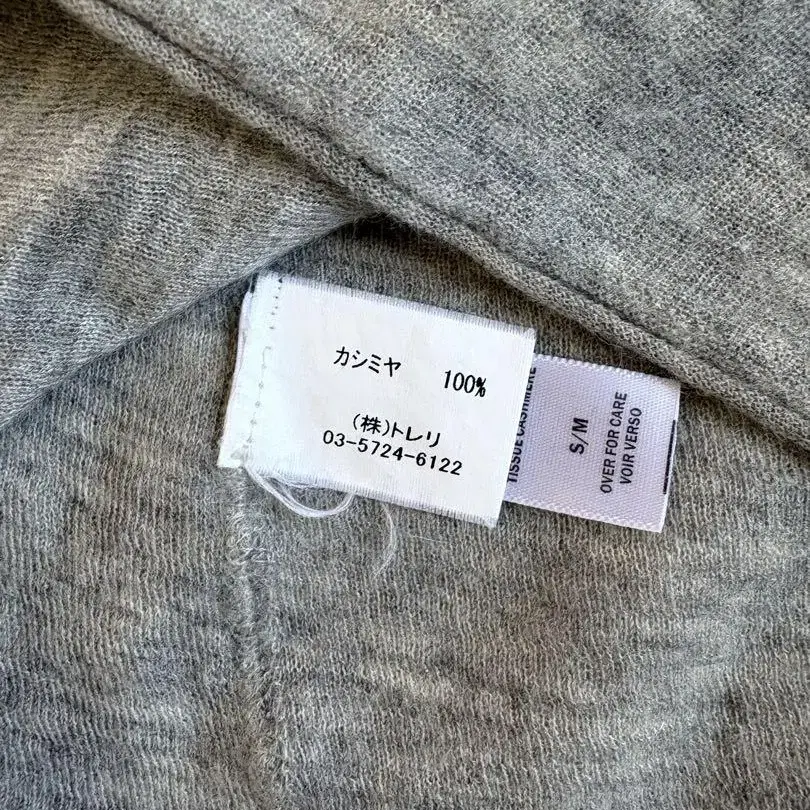 カシミヤ 100%
(株)トレリ
03-5724-6122
TISSUE CASHMERE
S/M
OVER FOR CARE
VOIR VERSO